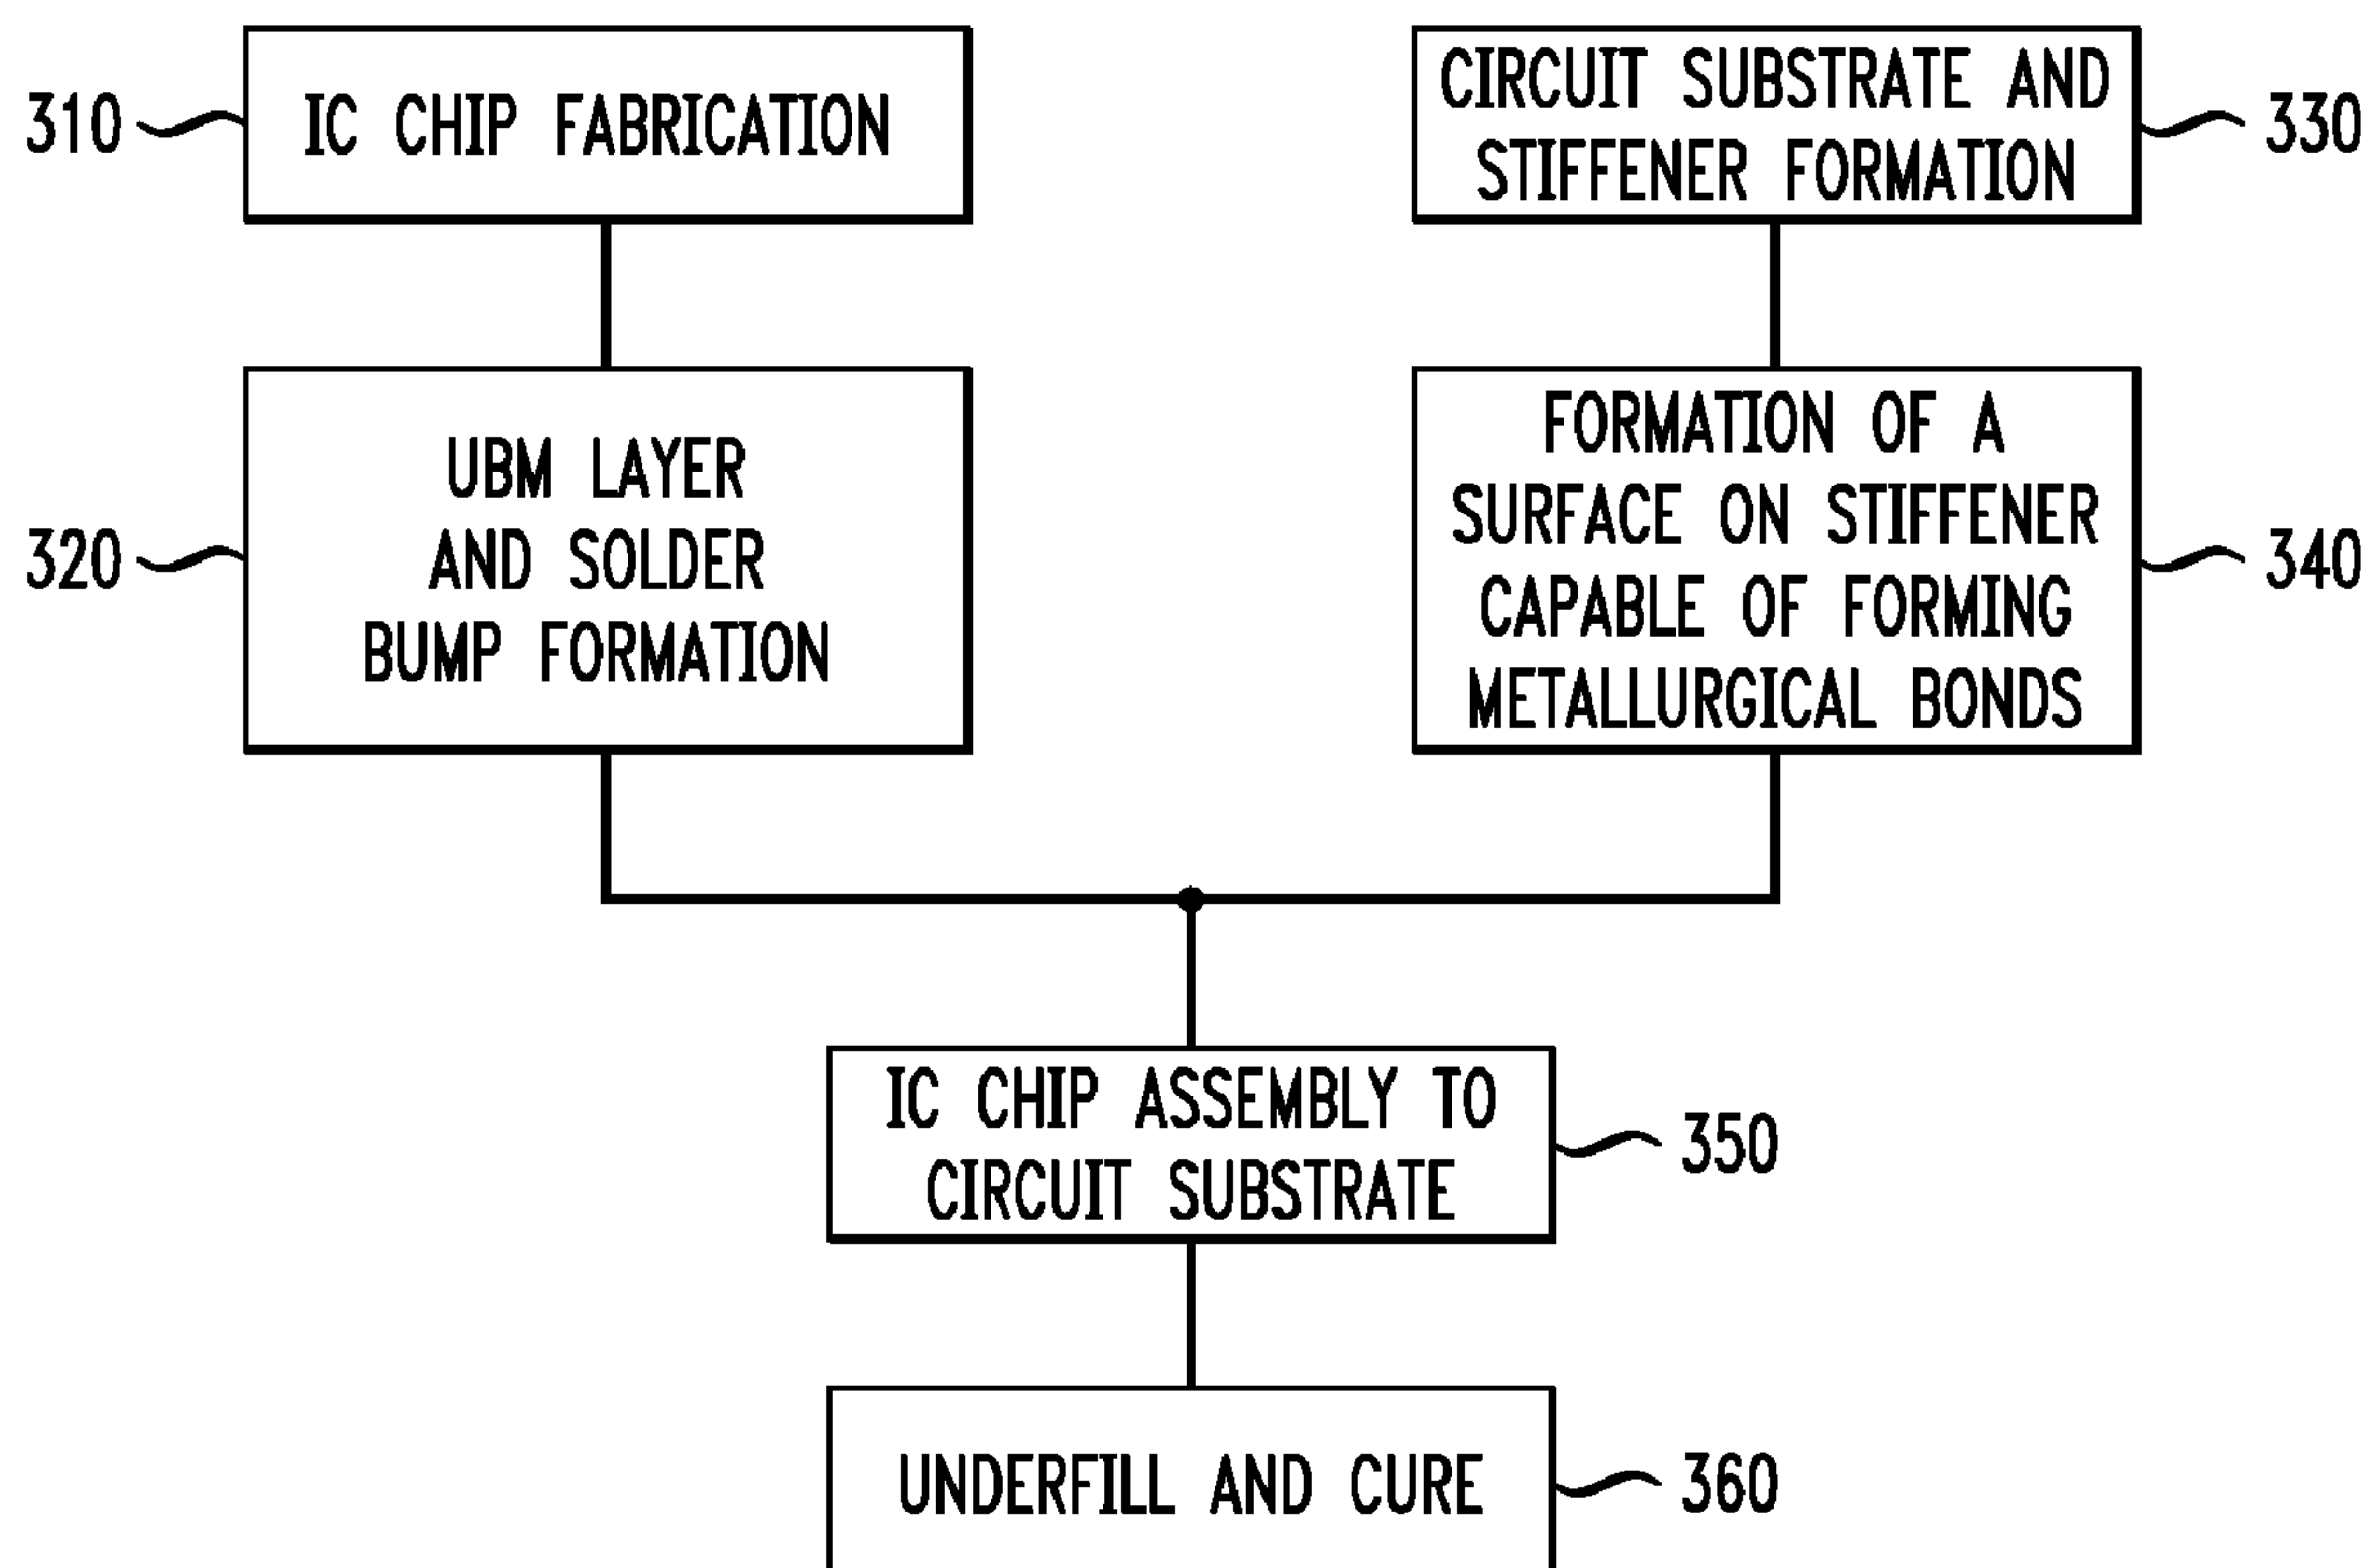 310
IC CHIP FABRICATION
CIRCUIT SUBSTRATE AND
STIFFENER FORMATION
330
320
UBM LAYER
AND SOLDER
BUMP FORMATION
FORMATION OF A
SURFACE ON STIFFENER
CAPABLE OF FORMING
METALLURGICAL BONDS
340
IC CHIP ASSEMBLY TO
CIRCUIT SUBSTRATE
350
UNDERFILL AND CURE
360